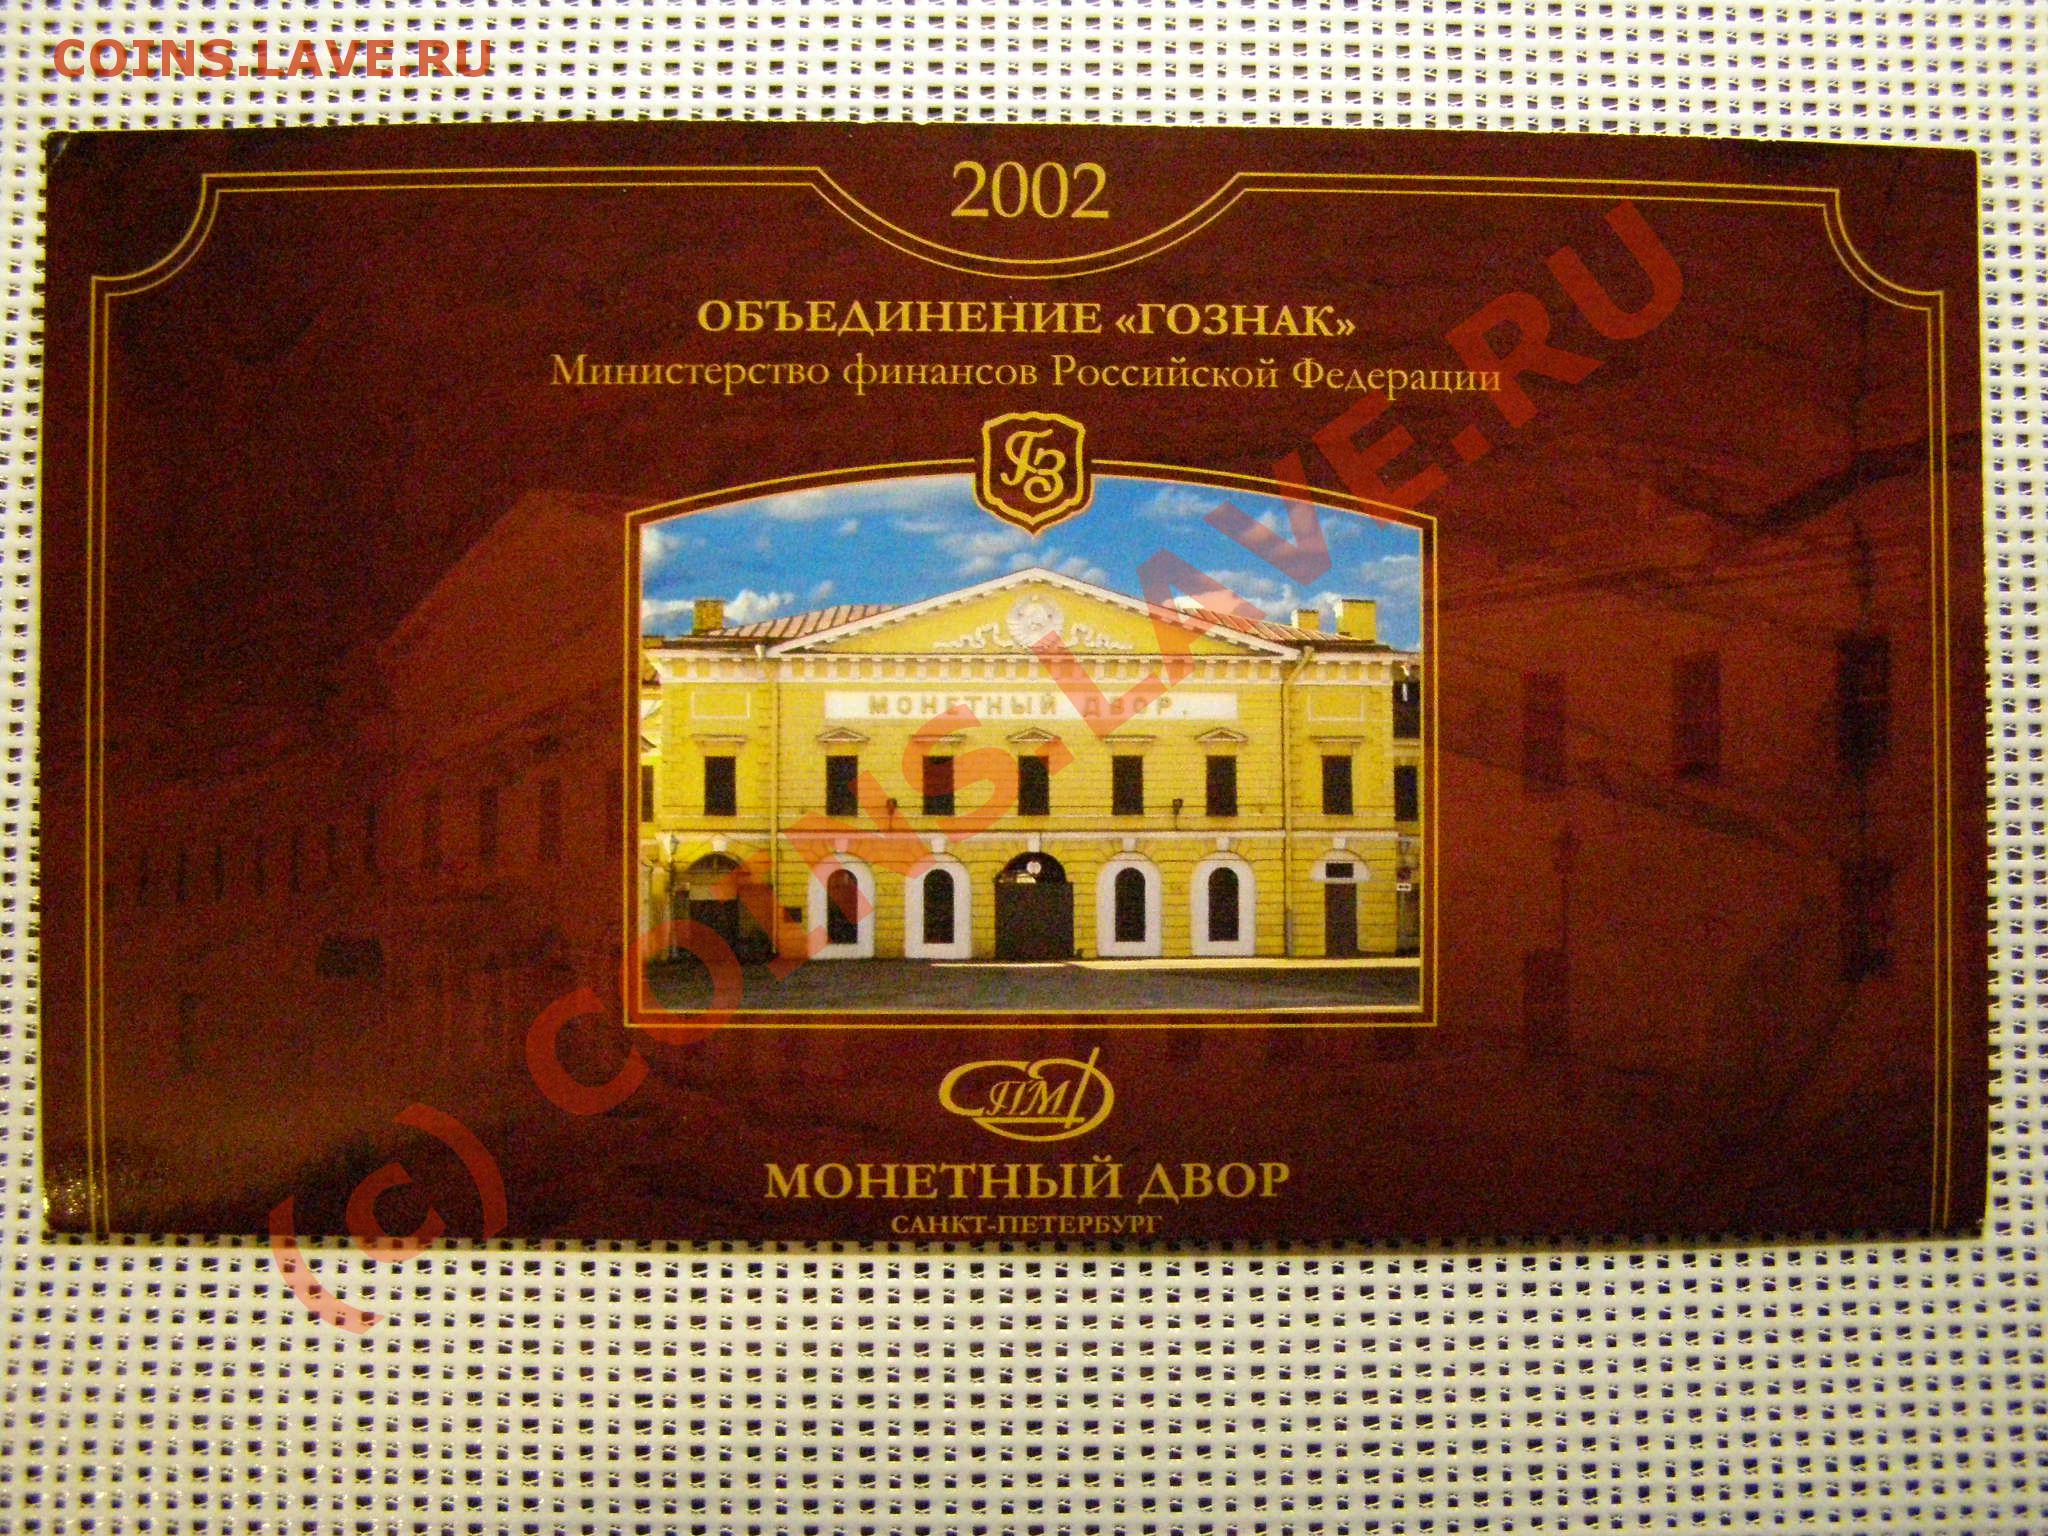 COINS.LAVE.RU
2002
ОБЪЕДИНЕНИЕ «ГОЗНАК»
Министерство финансов Российской Федерации
ГЗ
МОНЕТНЫЙ ДВОР.
(c) COINS.LAVE.RU
СПМД
МОНЕТНЫЙ ДВОР
САНКТ-ПЕТЕРБУРГ